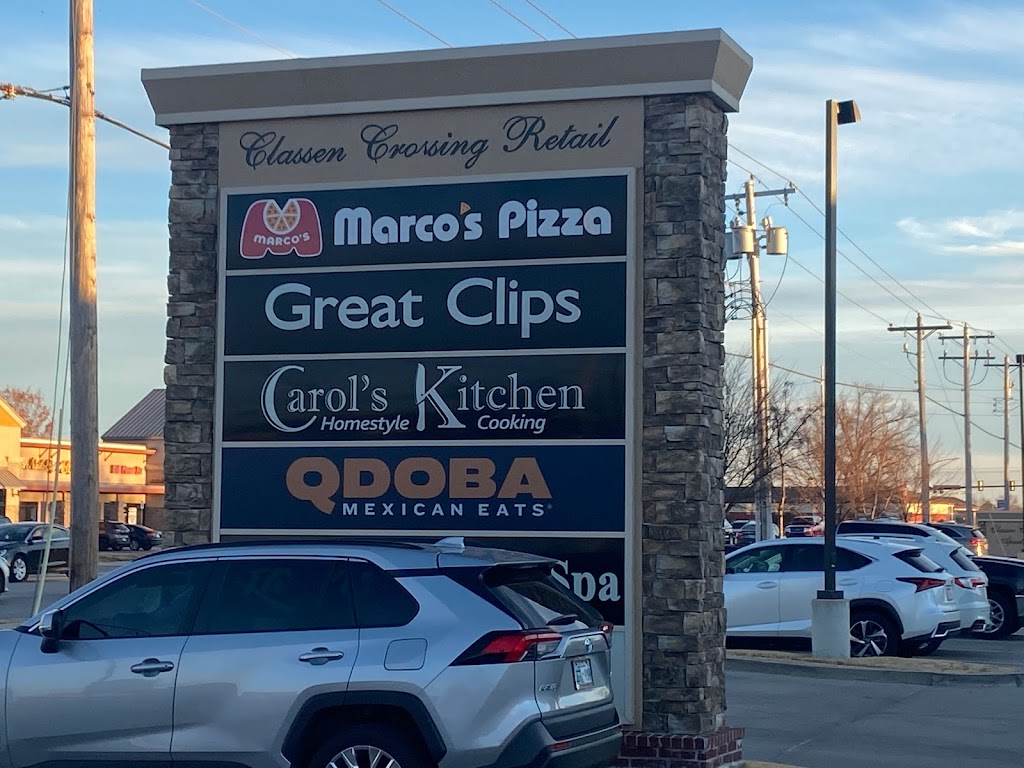 Classen Crossing Retail
MARCO'S
Marco's Pizza
Great Clips
Carol's Kitchen
Homestyle Cooking
QDOBA
MEXICAN EATS
Spa